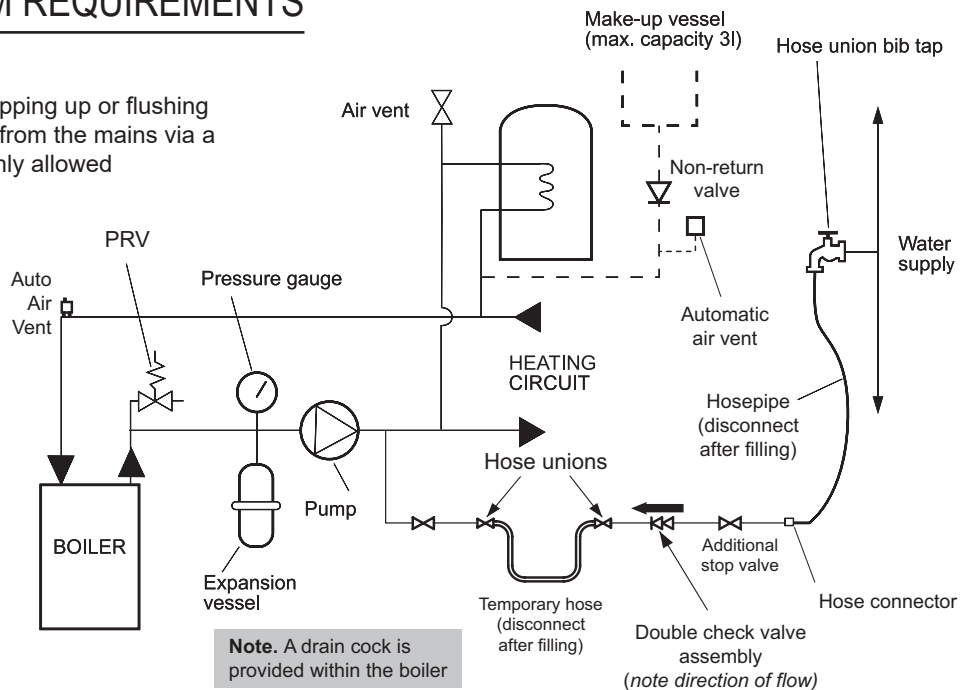 REQUIREMENTS
Make-up vessel
(max. capacity 3l)
Hose union bib tap
pping up or flushing
from the mains via a
allowed
Air vent
Non-return
valve
PRV
Water
supply
Auto
Air
Vent
Pressure gauge
Automatic
air vent
HEATING
CIRCUIT
Hosepipe
(disconnect
after filling)
Hose unions
Pump
BOILER
Additional
stop valve
Expansion
vessel
Temporary hose
(disconnect
after filling)
Hose connector
Double check valve
assembly
(note direction of flow)
Note. A drain cock is
provided within the boiler